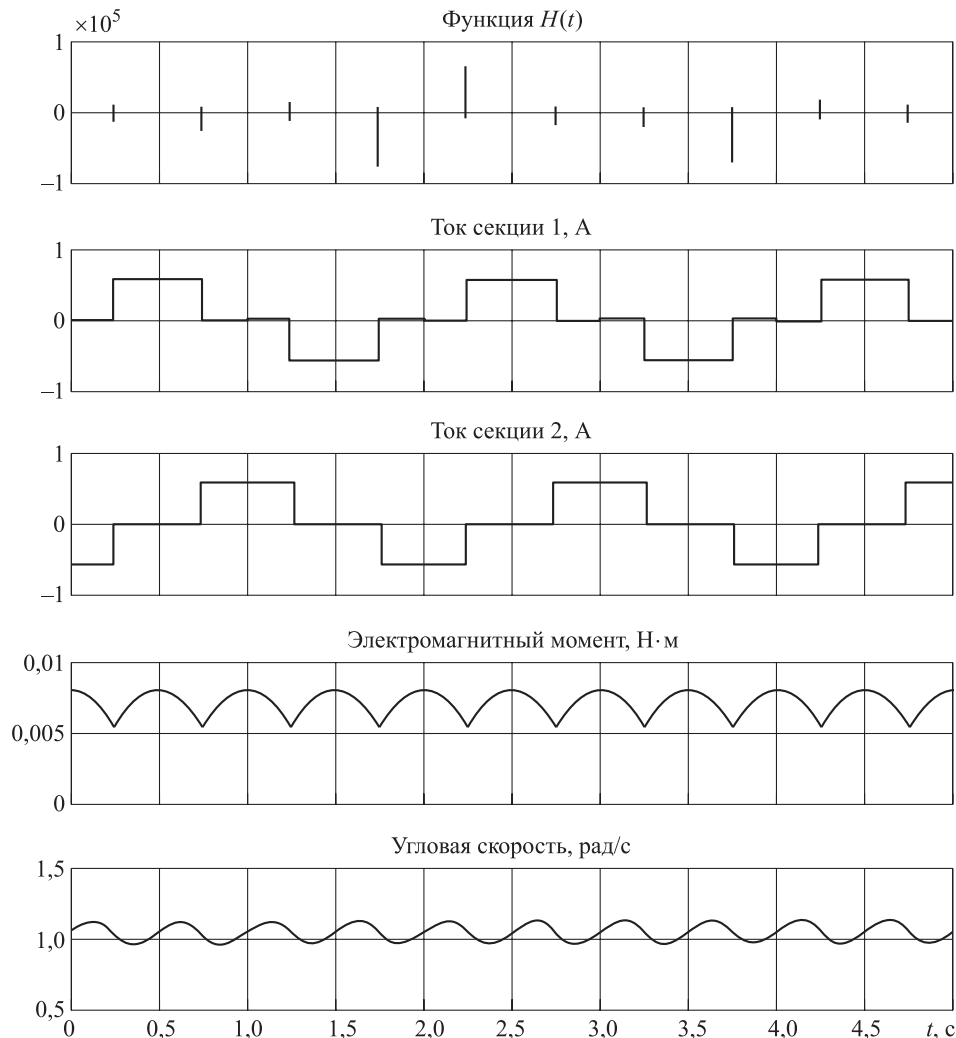 Функция H(t)
×10⁵
1
0
–1
Ток секции 1, А
1
0
–1
Ток секции 2, А
1
0
–1
Электромагнитный момент, Н·м
0,01
0,005
0
Угловая скорость, рад/с
1,5
1,0
0,5
0 0,5 1,0 1,5 2,0 2,5 3,0 3,5 4,0 4,5 t, с